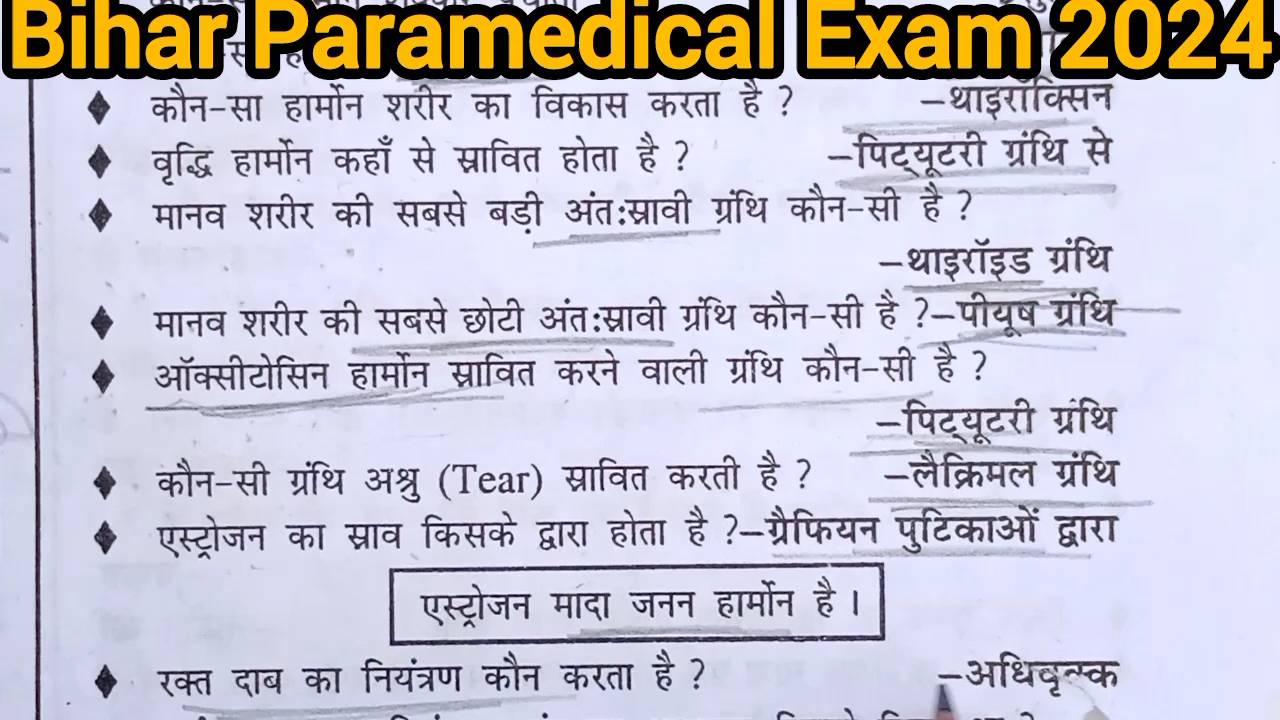 Bihar Paramedical Exam 2024
कौन-सा हार्मोन शरीर का विकास करता है ? –थाइरॉक्सिन
वृद्धि हार्मोन कहाँ से स्रावित होता है ? –पिट्यूटरी ग्रंथि से
मानव शरीर की सबसे बड़ी अंत:स्रावी ग्रंथि कौन-सी है ?
–थाइरॉइड ग्रंथि
मानव शरीर की सबसे छोटी अंत:स्रावी ग्रंथि कौन-सी है ?–पीयूष ग्रंथि
ऑक्सीटोसिन हार्मोन स्रावित करने वाली ग्रंथि कौन-सी है ?
–पिट्यूटरी ग्रंथि
कौन-सी ग्रंथि अश्रु (Tear) स्रावित करती है ? –लैक्रिमल ग्रंथि
एस्ट्रोजन का स्राव किसके द्वारा होता है ?–ग्रैफियन पुटिकाओं द्वारा
एस्ट्रोजन मादा जनन हार्मोन है ।
रक्त दाब का नियंत्रण कौन करता है ? –अधिवृक्क